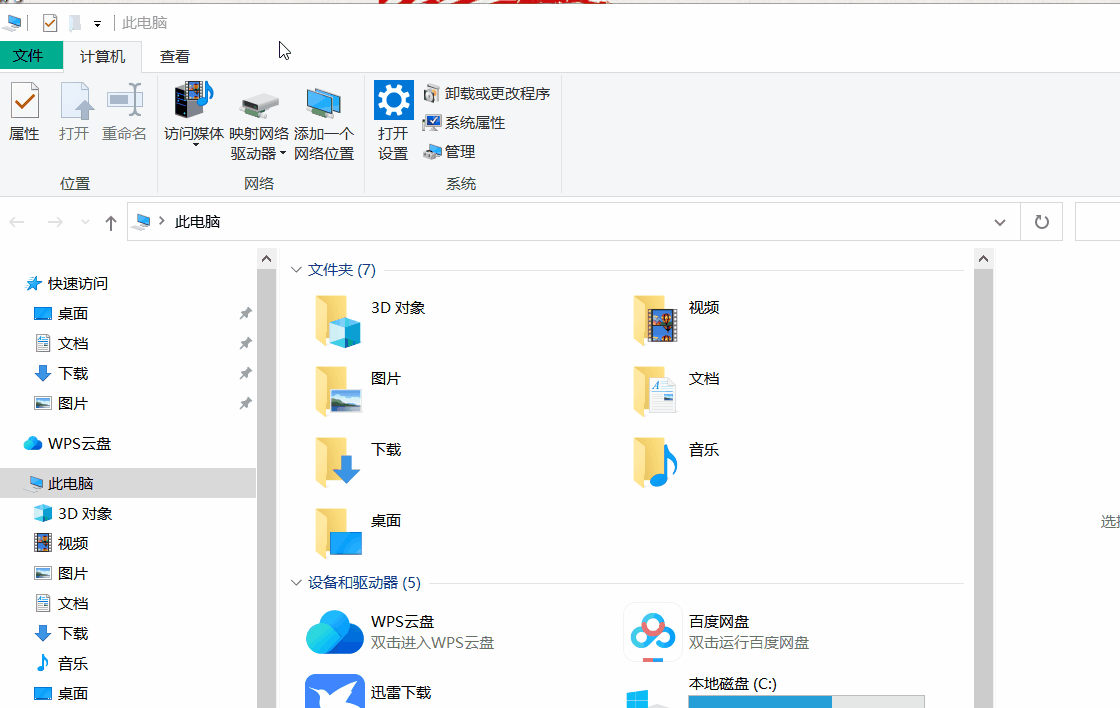 此电脑
文件 计算机 查看
属性 打开 重命名
位置
访问媒体 映射网络驱动器 添加一个网络位置
网络
打开设置 卸载或更改程序
系统属性
管理
系统
此电脑
快速访问
桌面
文档
下载
图片
WPS云盘
此电脑
3D 对象
视频
图片
文档
下载
音乐
桌面
文件夹 (7)
3D 对象 视频
图片 文档
下载 音乐
桌面
设备和驱动器 (5)
WPS云盘
双击进入WPS云盘
百度网盘
双击运行百度网盘
迅雷下载
本地磁盘 (C:)